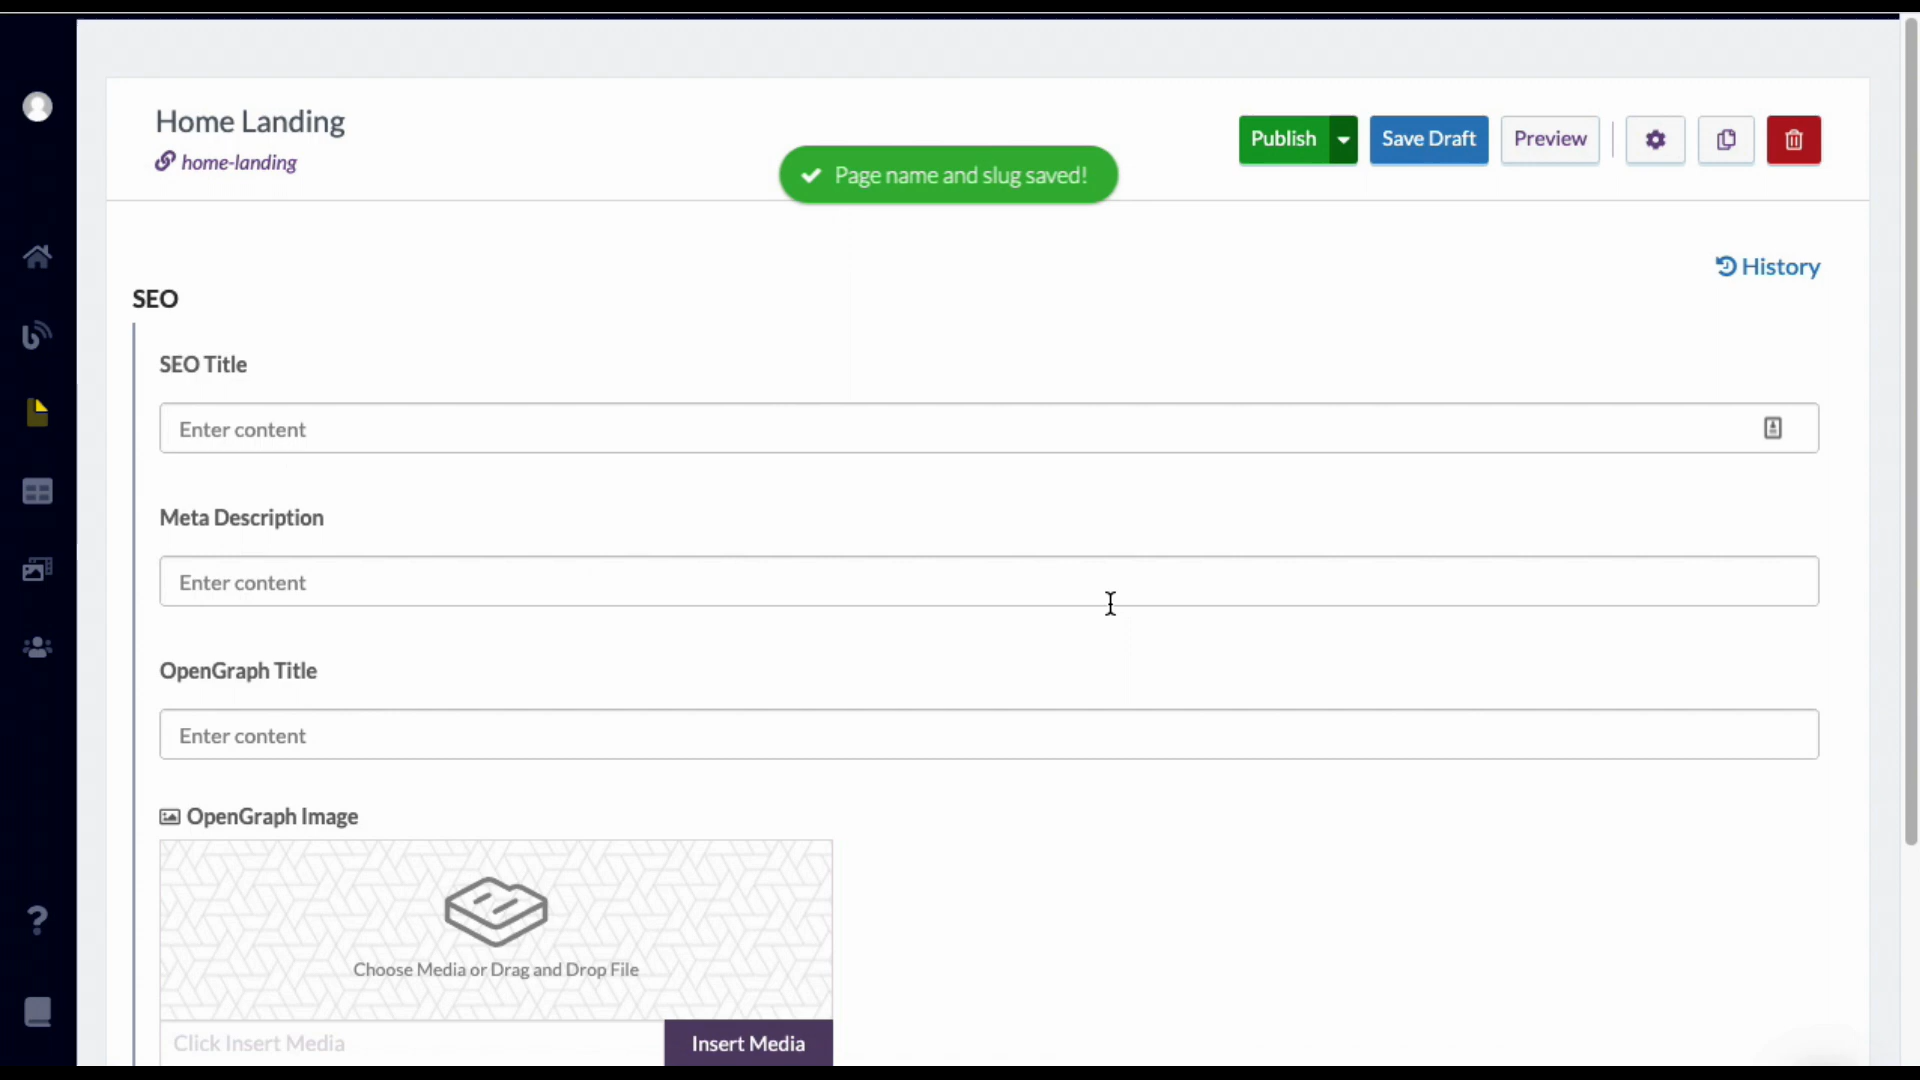 Home Landing
home-landing
Publish
Save Draft
Preview
Page name and slug saved!
History
SEO
SEO Title
Enter content
Meta Description
Enter content
OpenGraph Title
Enter content
OpenGraph Image
Choose Media or Drag and Drop File
Click Insert Media
Insert Media